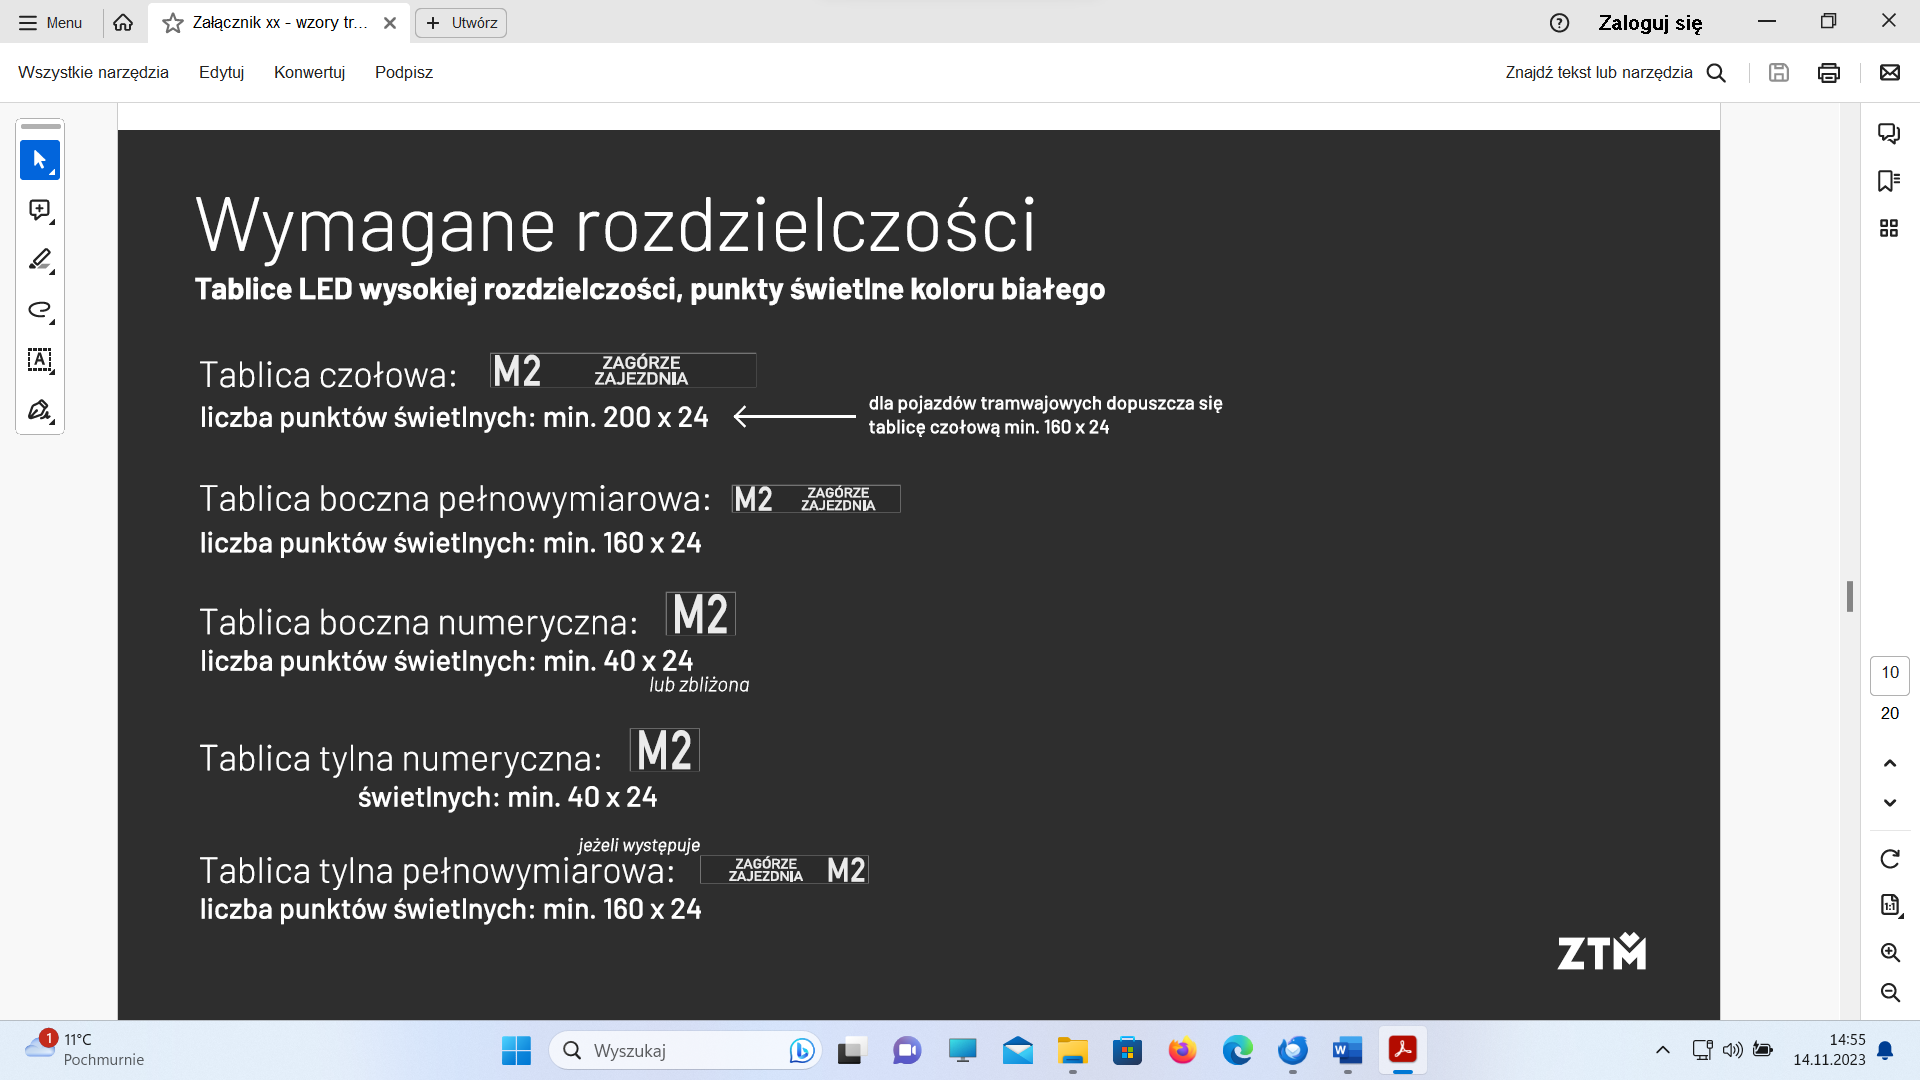 Menu
Załącznik xx - wzory tr...
Utwórz
Zaloguj się
Wszystkie narzędzia
Edytuj
Konwertuj
Podpisz
Znajdź tekst lub narzędzia
Wymagane rozdzielczości
Tablice LED wysokiej rozdzielczości, punkty świetlne koloru białego
Tablica czołowa:
M2
ZAGÓRZE
ZAJEZDNIA
liczba punktów świetlnych: min. 200 x 24
dla pojazdów tramwajowych dopuszcza się
tablicę czołową min. 160 x 24
Tablica boczna pełnowymiarowa:
M2
ZAGÓRZE
ZAJEZDNIA
liczba punktów świetlnych: min. 160 x 24
Tablica boczna numeryczna:
M2
liczba punktów świetlnych: min. 40 x 24
lub zbliżona
Tablica tylna numeryczna:
M2
świetlnych: min. 40 x 24
jeżeli występuje
Tablica tylna pełnowymiarowa:
ZAGÓRZE
ZAJEZDNIA
M2
liczba punktów świetlnych: min. 160 x 24
ZTM
10
20
1:1
1
11°C
Pochmurnie
Wyszukaj
14:55
14.11.2023